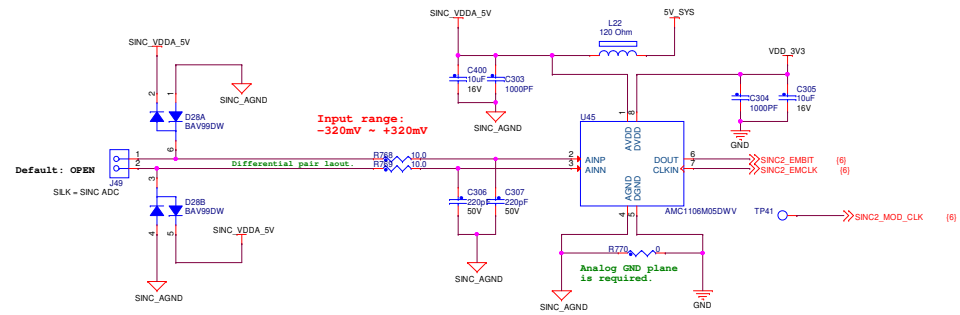 SINC_VDDA_5V
5V_SYS
L22
120 Ohm
SINC_VDDA_5V
VDD_3V3
SINC_AGND
C400
10uF
16V
C303
1000PF
2
1
D28A
BAV99DW
6
SINC_AGND
C304
1000PF
C305
10uF
16V
GND
Input range:
-320mV ~ +320mV
U45
1
8
AVDD
DVDD
Default: OPEN
1
2
J49
SILK = SINC ADC
Differential pair laout.
R768
10.0
R769
10.0
2
3
AINP
AINN
DOUT
CLKIN
6
7
SINC2_EMBIT
{6}
SINC2_EMCLK
{6}
3
D28B
BAV99DW
4
5
SINC_VDDA_5V
SINC_AGND
C306
220pF
50V
C307
220pF
50V
SINC_AGND
AGND
DGND
4
5
AMC1106M05DWV
TP41
SINC2_MOD_CLK
{6}
R770
0
Analog GND plane
is required.
SINC_AGND
GND